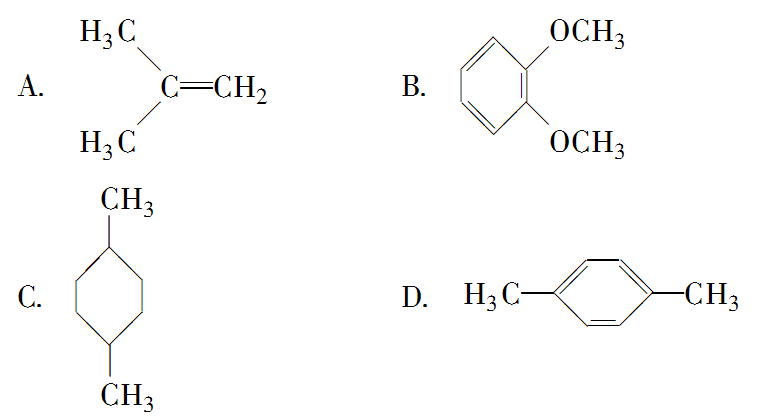 A.
H₃C
C=CH₂
H₃C
B.
OCH₃
OCH₃
C.
CH₃
CH₃
D.
H₃C
CH₃